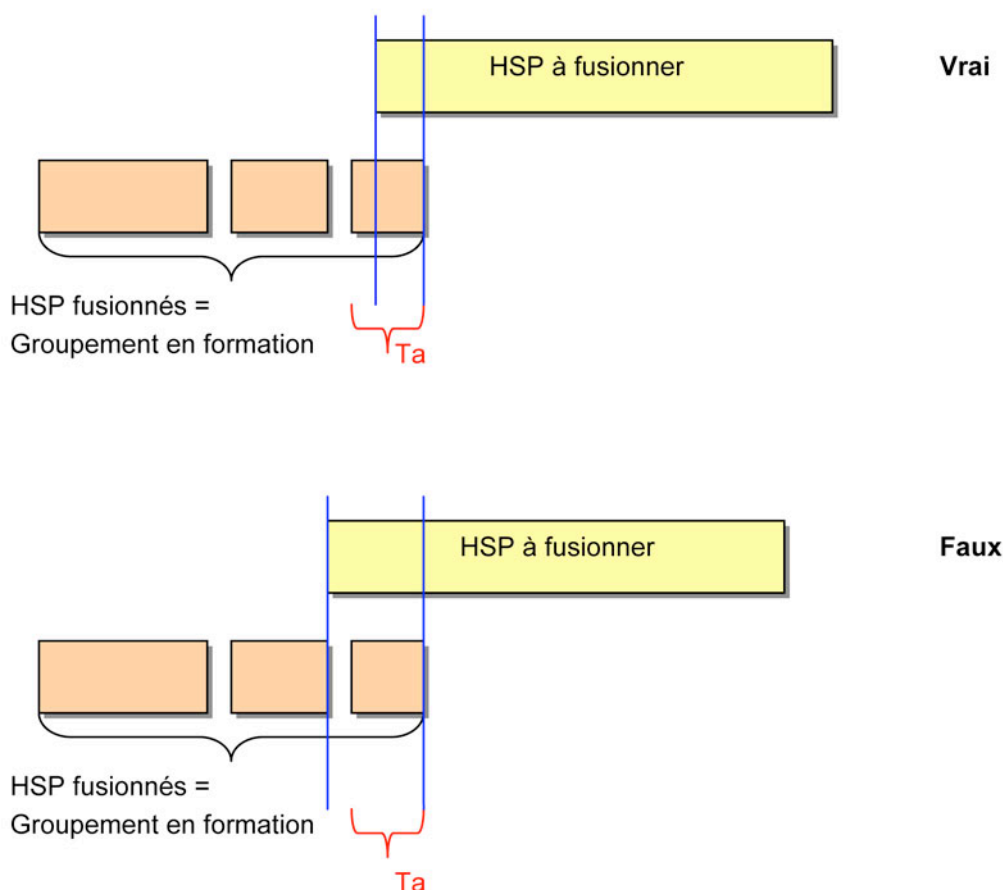 HSP à fusionner
Vrai
HSP fusionnés =
Groupement en formation
Ta
HSP à fusionner
Faux
HSP fusionnés =
Groupement en formation
Ta